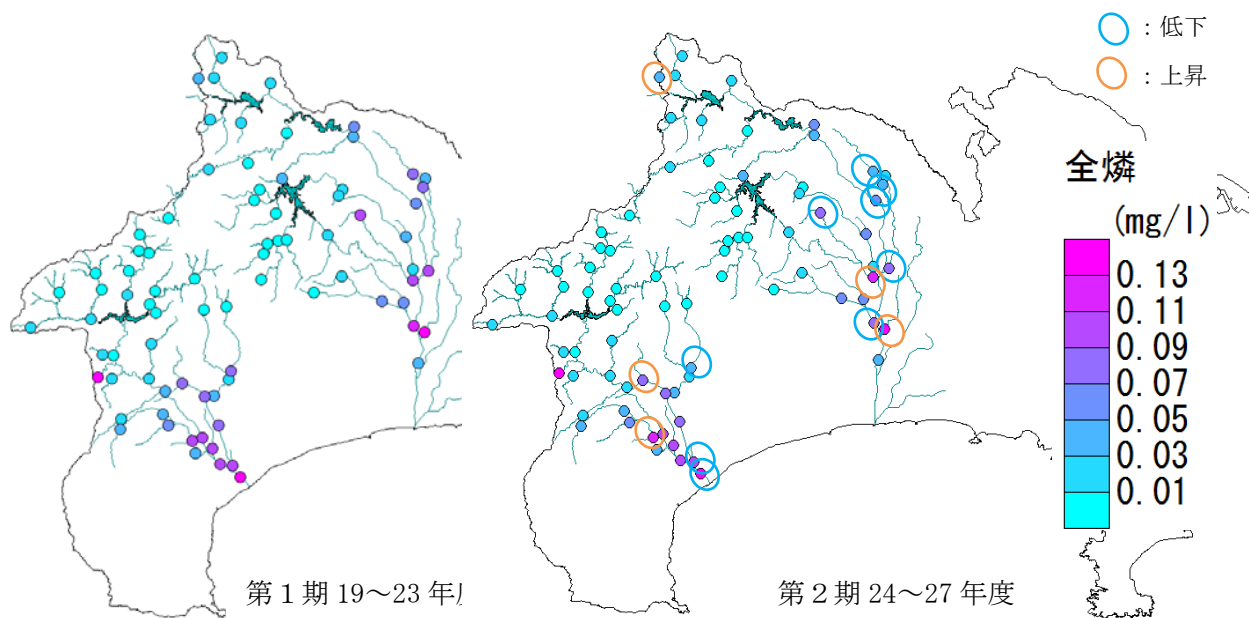 ：低下
：上昇
全燐
(mg/l)
0.13
0.11
0.09
0.07
0.05
0.03
0.01
第１期 19～23 年
第２期 24～27 年度